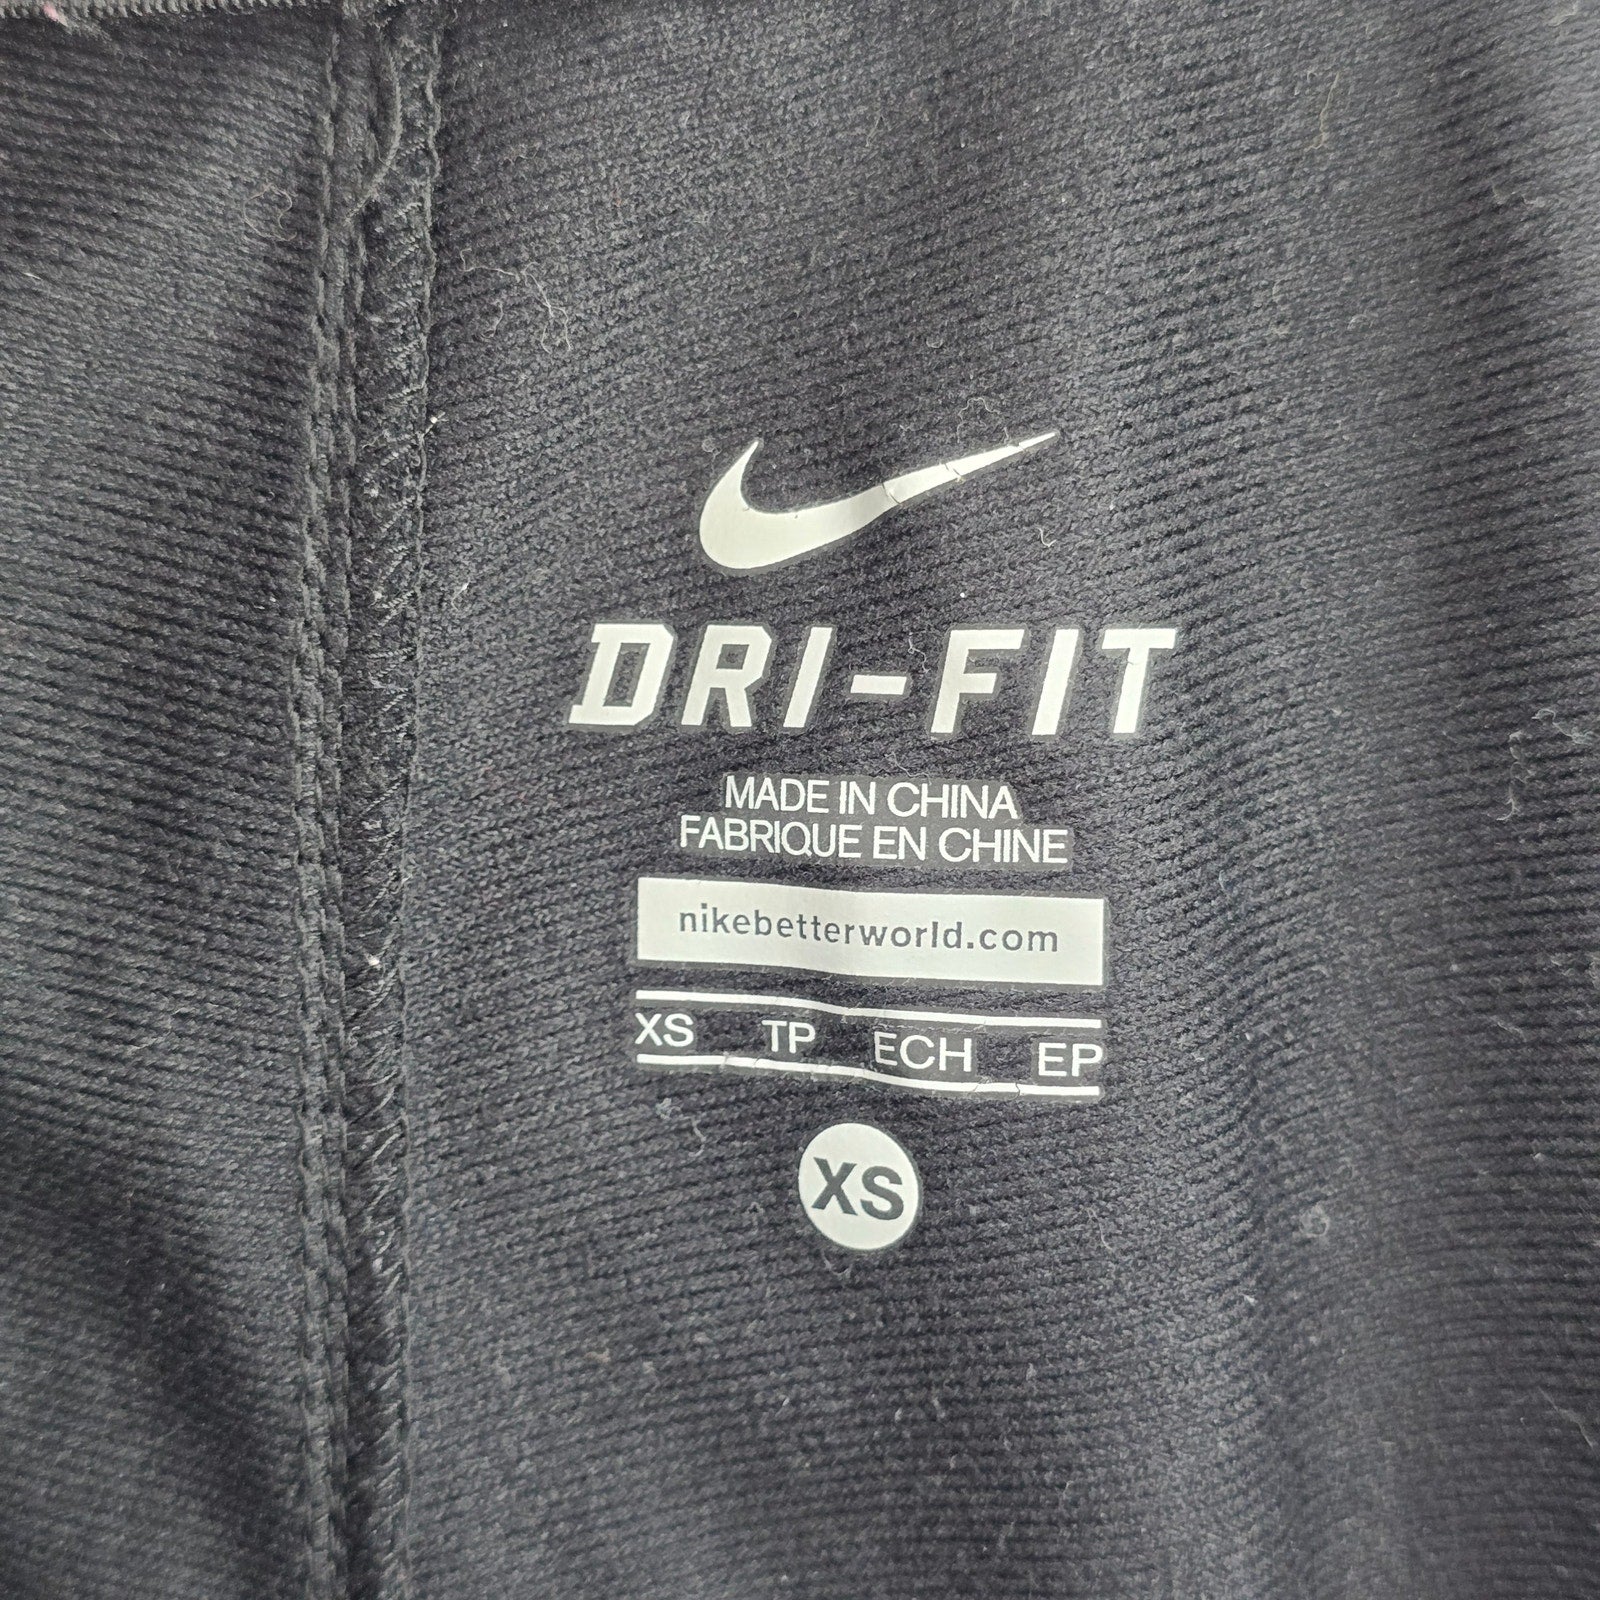 DRI-FIT
MADE IN CHINA
FABRIQUE EN CHINE
nikebetterworld.com
XS TP ECH EP
XS